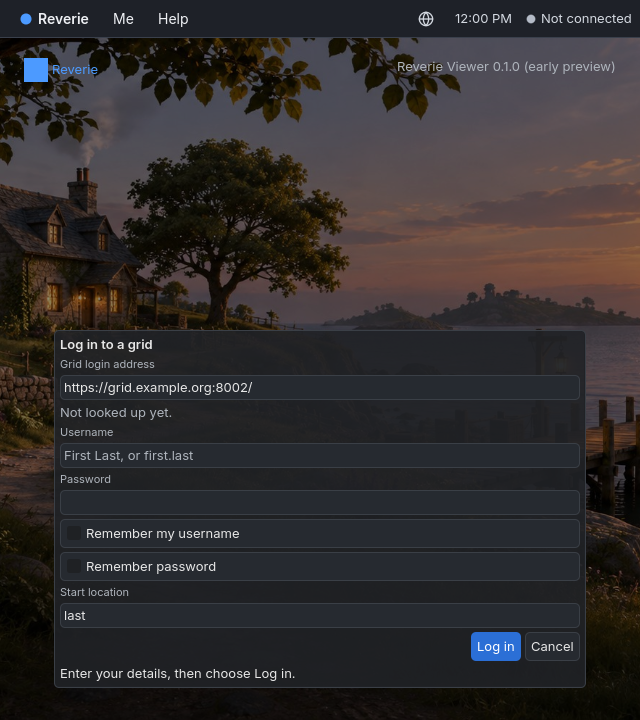 Reverie Me Help 12:00 PM Not connected
Reverie Reverie Viewer 0.1.0 (early preview)
Log in to a grid
Grid login address
https://grid.example.org:8002/
Not looked up yet.
Username
First Last, or first.last
Password
Remember my username
Remember password
Start location
last
Log in Cancel
Enter your details, then choose Log in.